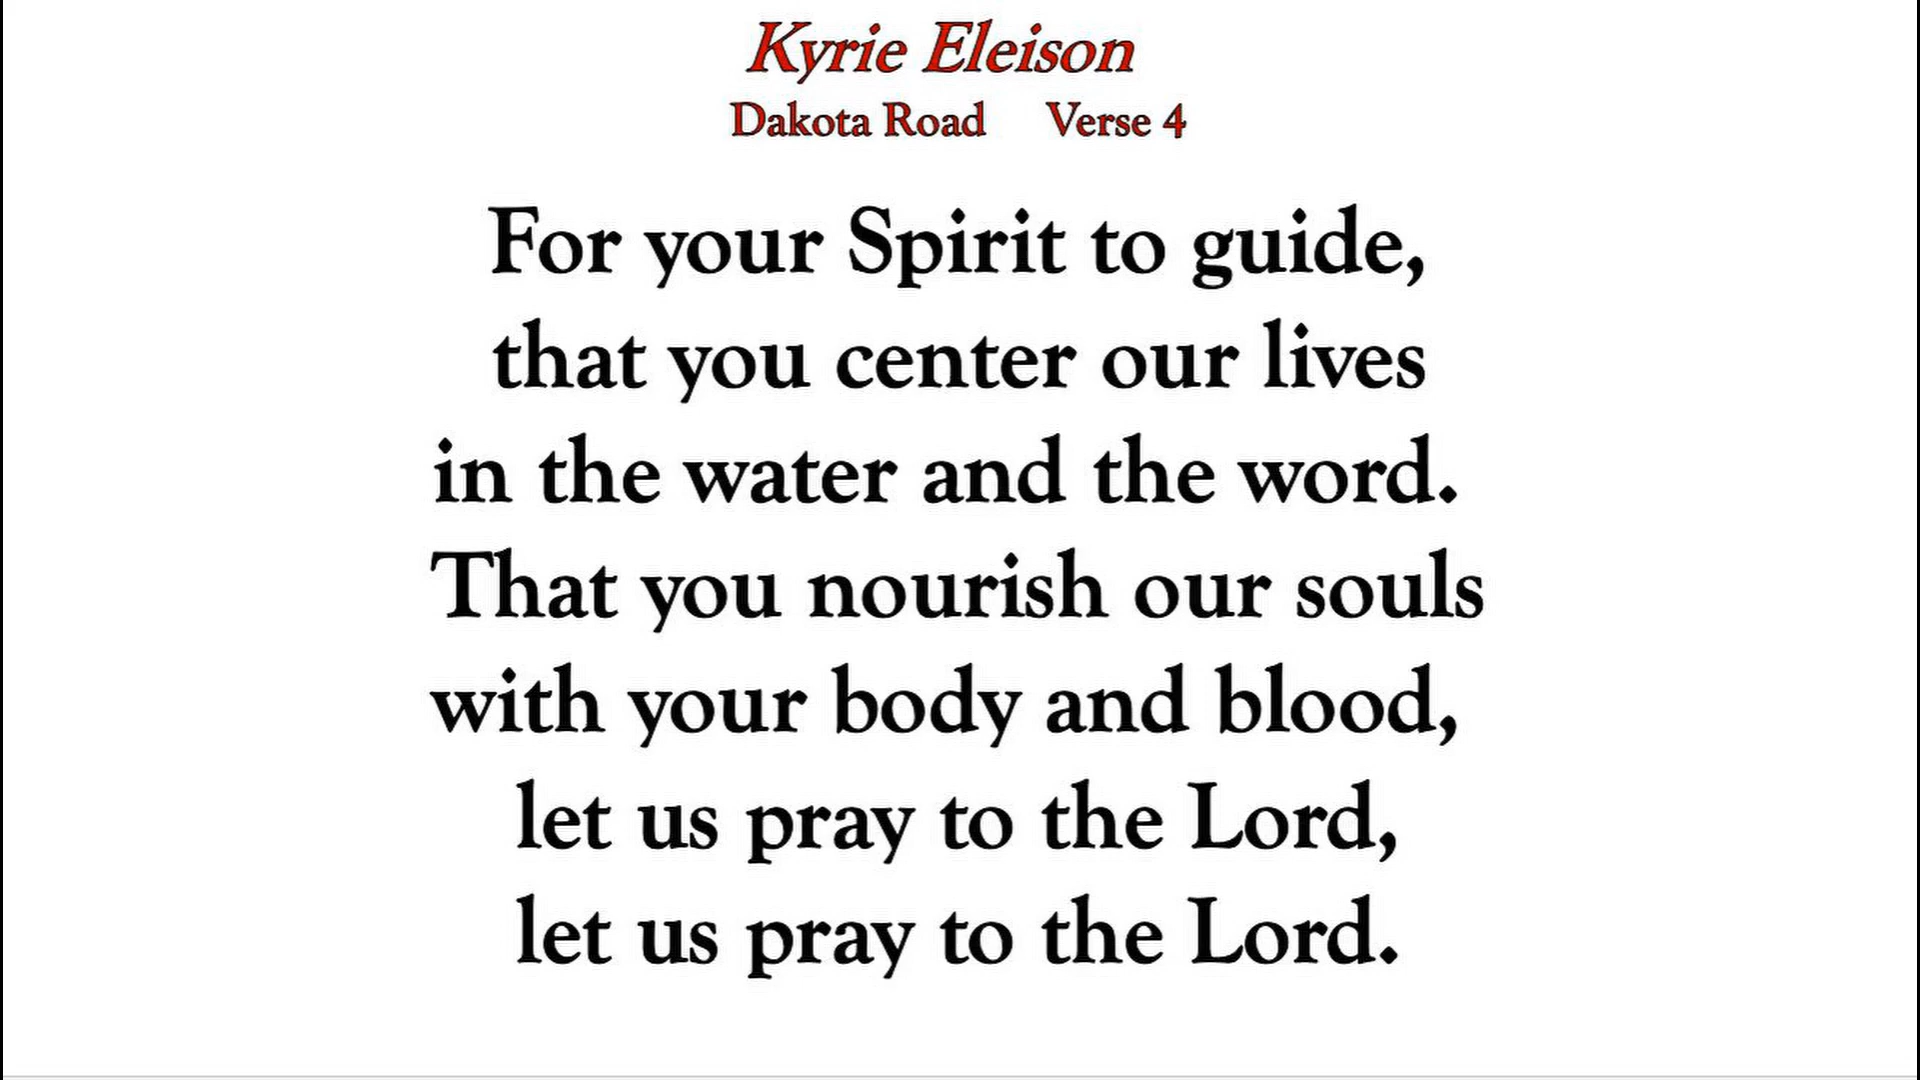 Kyrie Eleison
Dakota Road Verse 4
For your Spirit to guide,
that you center our lives
in the water and the word.
That you nourish our souls
with your body and blood,
let us pray to the Lord,
let us pray to the Lord.